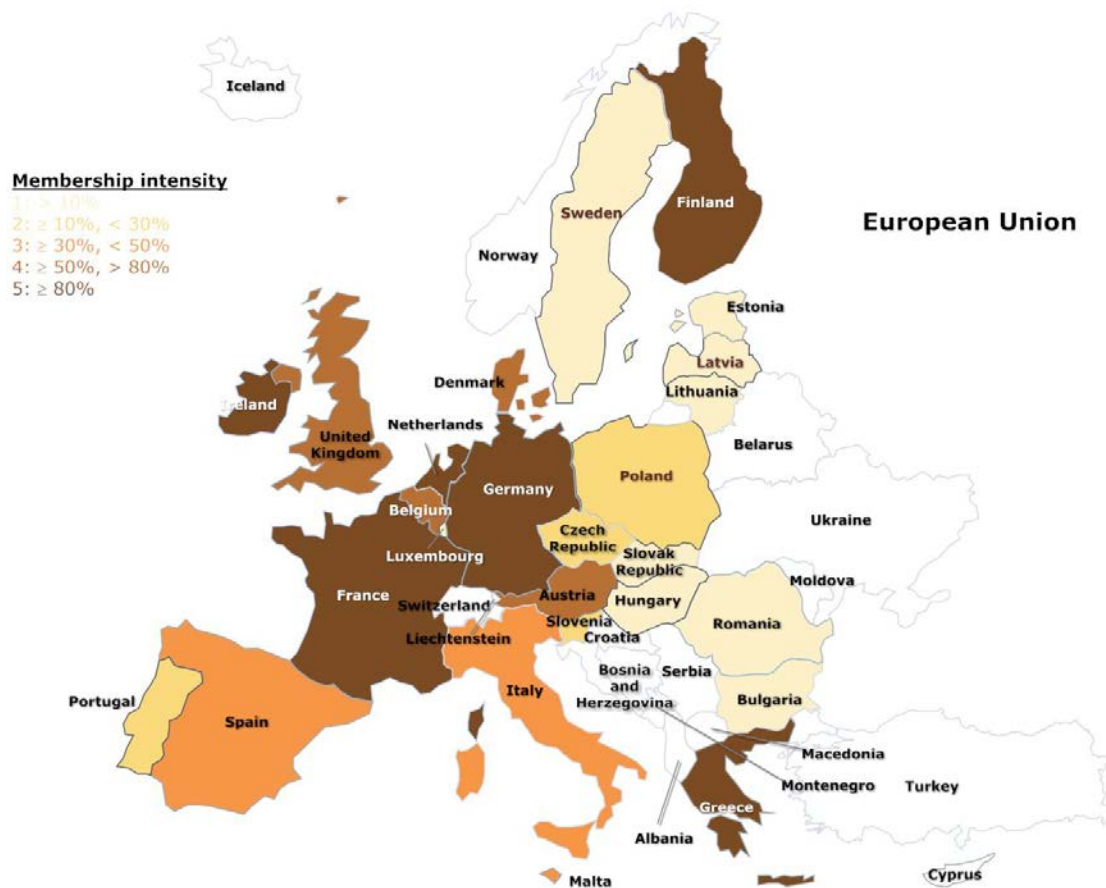 Iceland
Membership intensity
1: > 10%
2: ≥ 10%, < 30%
3: ≥ 30%, < 50%
4: ≥ 50%, > 80%
5: ≥ 80%
European Union
Sweden
Finland
Norway
Estonia
Latvia
Lithuania
Denmark
Ireland
Netherlands
United
Kingdom
Belarus
Germany
Poland
Belgium
Ukraine
Czech
Republic
Luxembourg
Slovak
Republic
Moldova
France
Switzerland
Austria
Hungary
Liechtenstein
Slovenia
Croatia
Romania
Bosnia
and
Herzegovina
Serbia
Portugal
Spain
Italy
Bulgaria
Macedonia
Montenegro
Turkey
Greece
Albania
Malta
Cyprus